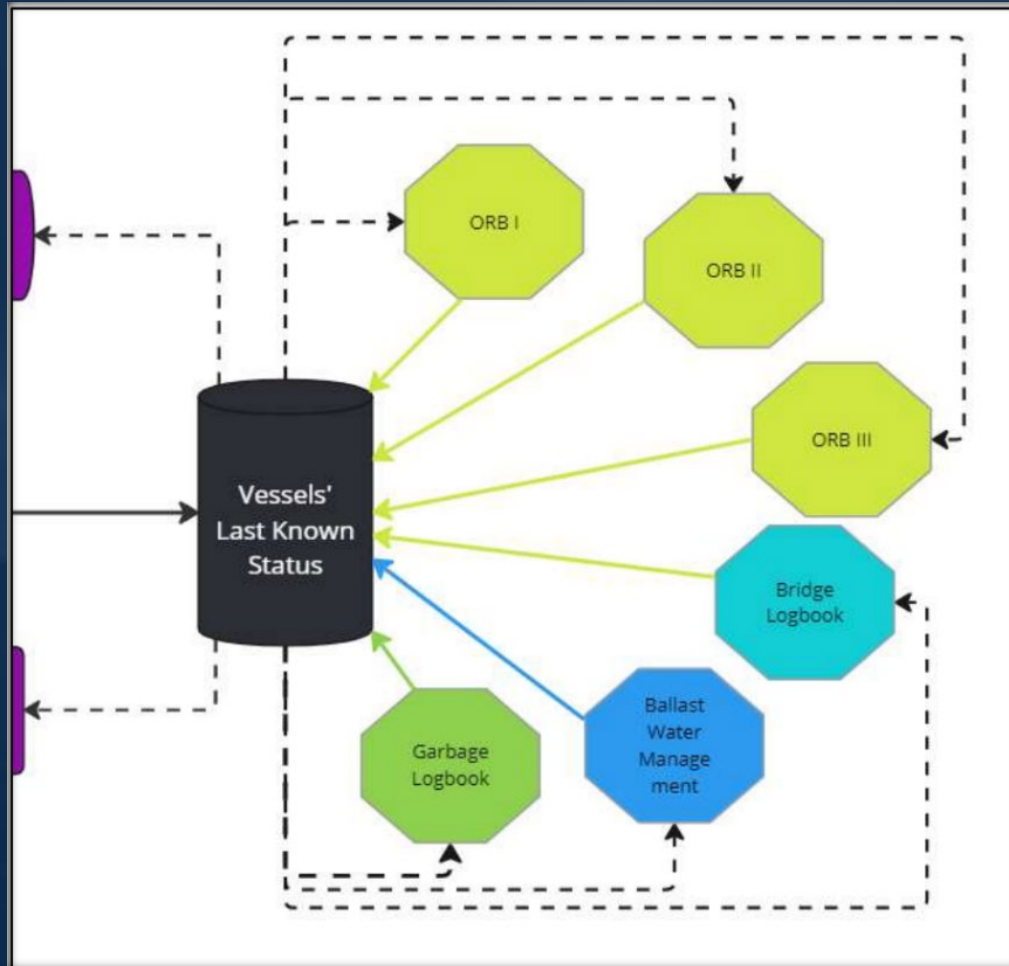 ORB I
ORB II
ORB III
Vessels'
Last Known
Status
Bridge
Logbook
Ballast
Water
Manage
ment
Garbage
Logbook